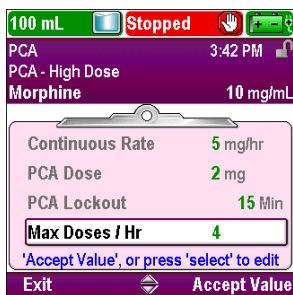 100 mL Stopped
PCA 3:42 PM
PCA - High Dose
Morphine 10 mg/mL
Continuous Rate 5 mg/hr
PCA Dose 2 mg
PCA Lockout 15 Min
Max Doses / Hr 4
'Accept Value', or press 'select' to edit
Exit Accept Value